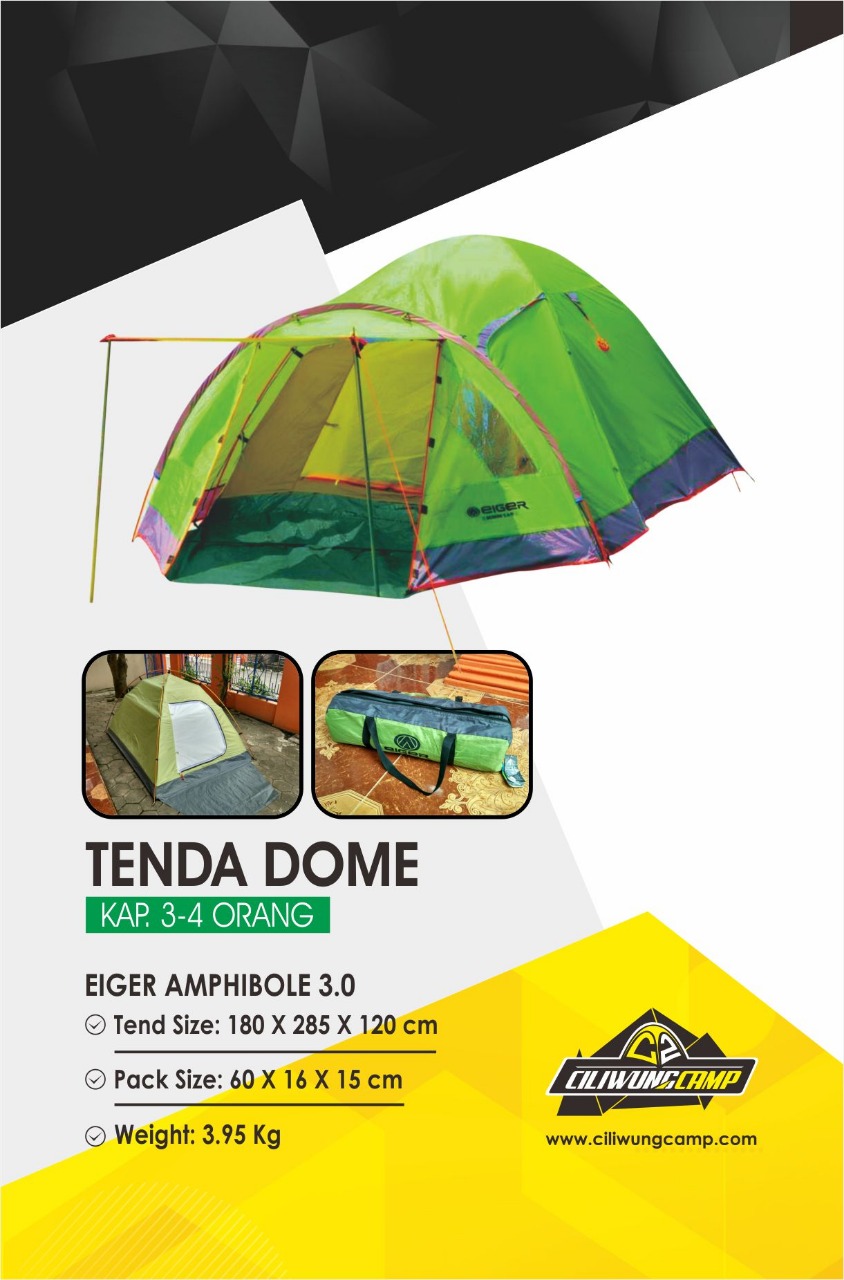 eiGER
EIGER
TENDA DOME
KAP. 3-4 ORANG
EIGER AMPHIBOLE 3.0
Tend Size: 180 X 285 X 120 cm
Pack Size: 60 X 16 X 15 cm
Weight: 3.95 Kg
C2
CILIWUNGCAMP
www.ciliwungcamp.com